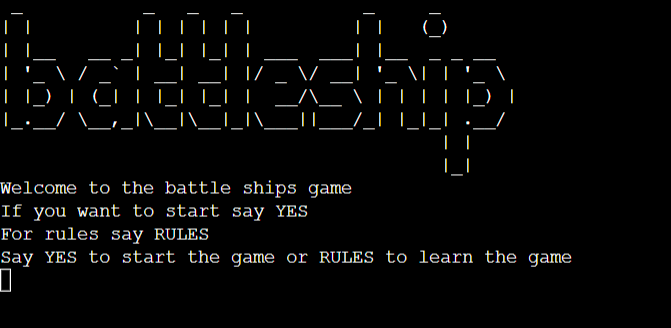 battleship
Welcome to the battle ships game
If you want to start say YES
For rules say RULES
Say YES to start the game or RULES to learn the game